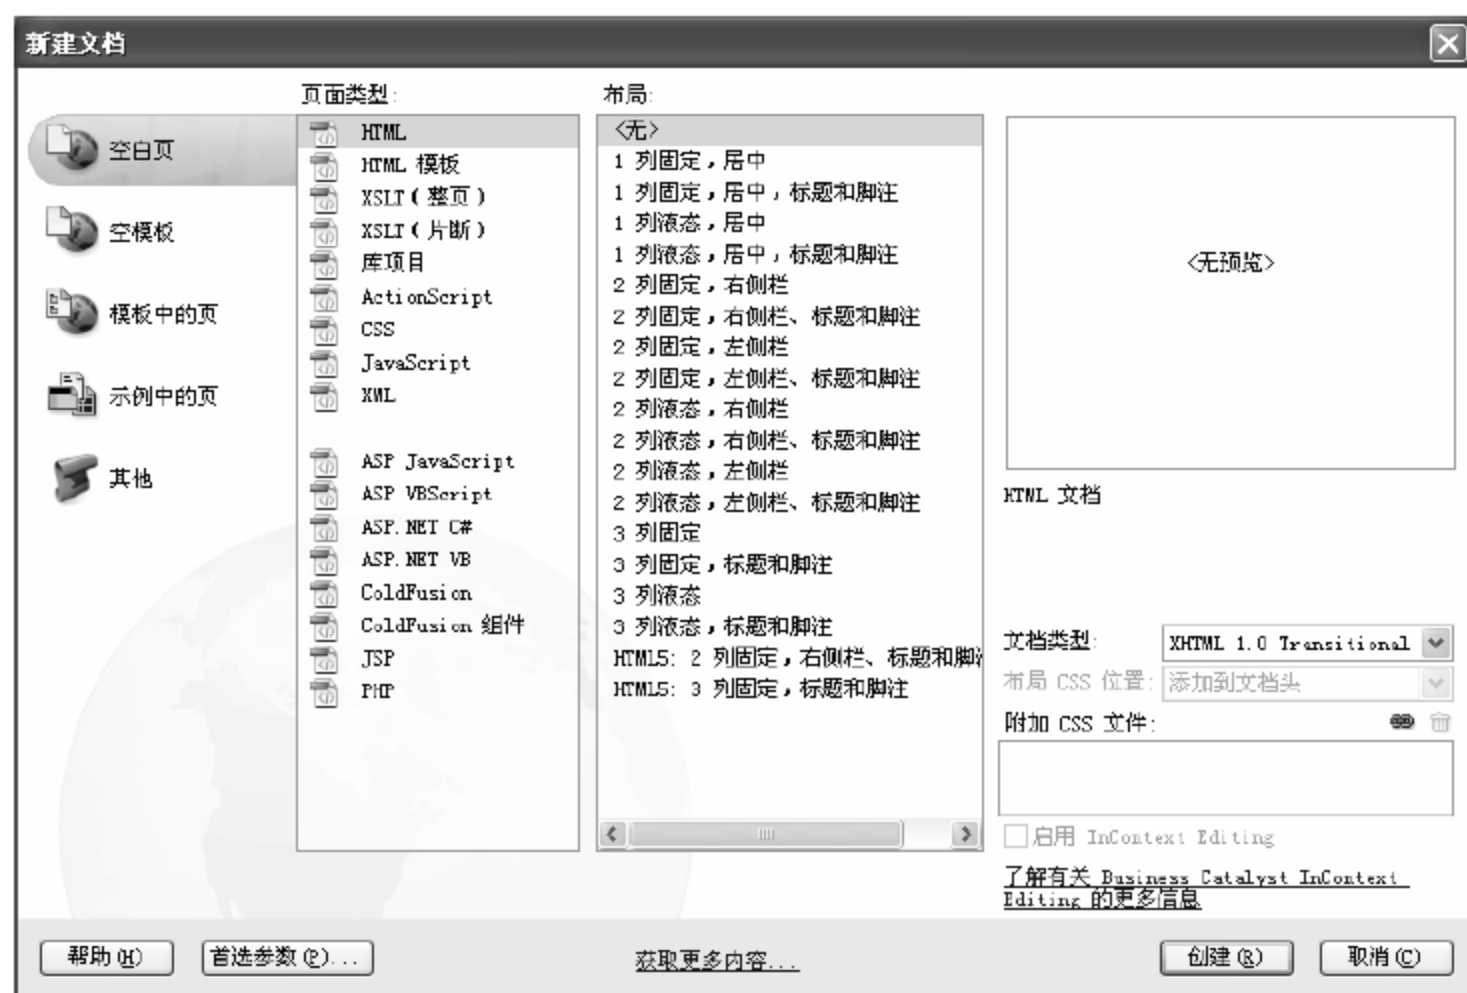 新建文档
空白页
空模板
模板中的页
示例中的页
其他
页面类型:
HTML
HTML 模板
XSLT(整页)
XSLT(片断)
库项目
ActionScript
CSS
JavaScript
XML
ASP JavaScript
ASP VBScript
ASP.NET C#
ASP.NET VB
ColdFusion
ColdFusion 组件
JSP
PHP
布局:
<无>
1 列固定,居中
1 列固定,居中,标题和脚注
1 列液态,居中
1 列液态,居中,标题和脚注
2 列固定,右侧栏
2 列固定,右侧栏、标题和脚注
2 列固定,左侧栏
2 列固定,左侧栏、标题和脚注
2 列液态,右侧栏
2 列液态,右侧栏、标题和脚注
2 列液态,左侧栏
2 列液态,左侧栏、标题和脚注
3 列固定
3 列固定,标题和脚注
3 列液态
3 列液态,标题和脚注
HTML5: 2 列固定,右侧栏、标题和脚
HTML5: 3 列固定,标题和脚注
<无预览>
HTML 文档
文档类型: XHTML 1.0 Transitional
布局 CSS 位置: 添加到文档头
附加 CSS 文件:
启用 InContext Editing
了解有关 Business Catalyst InContext
Editing 的更多信息
帮助(H) 首选参数(P)... 获取更多内容... 创建(R) 取消(C)